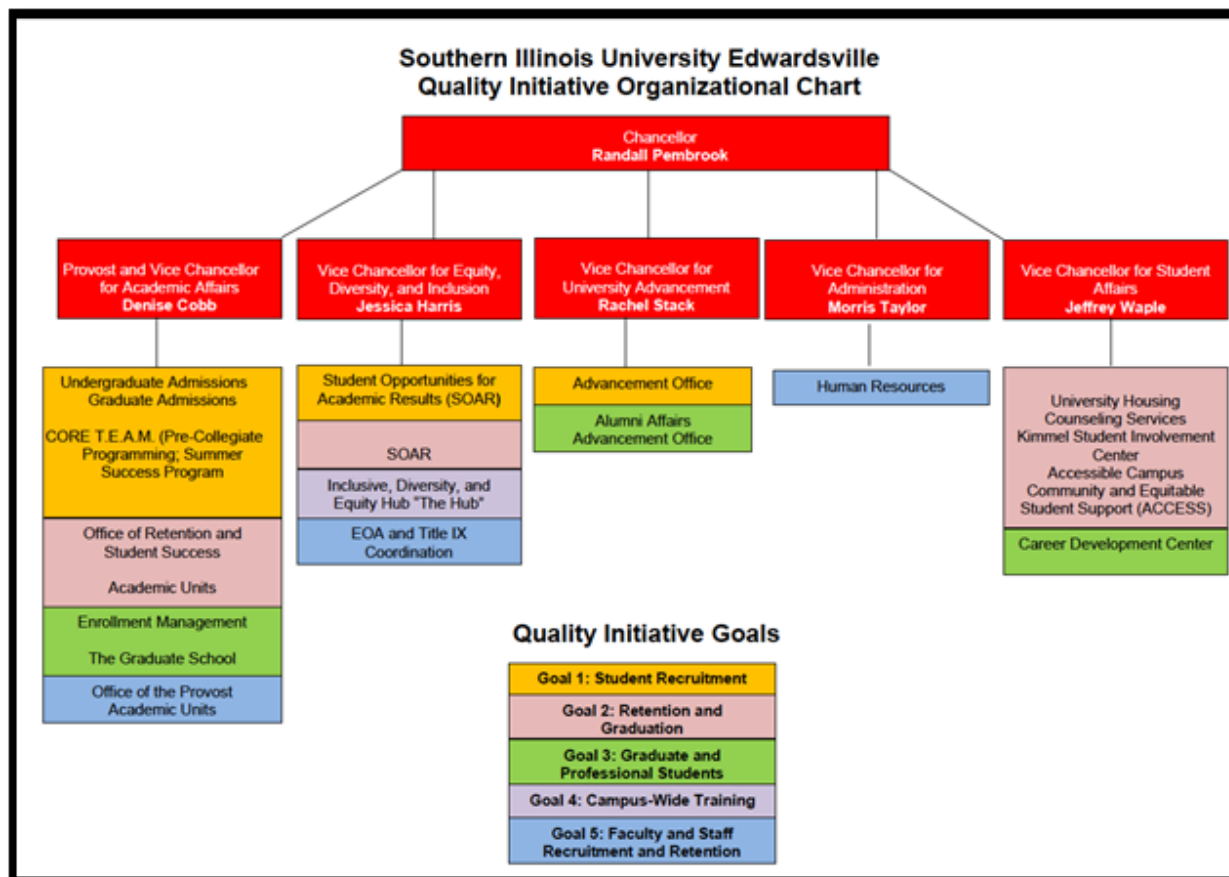 Southern Illinois University Edwardsville
Quality Initiative Organizational Chart
Chancellor
Randall Pembrook
Provost and Vice Chancellor
for Academic Affairs
Denise Cobb
Vice Chancellor for Equity,
Diversity, and Inclusion
Jessica Harris
Vice Chancellor for
University Advancement
Rachel Stack
Vice Chancellor for
Administration
Morris Taylor
Vice Chancellor for Student
Affairs
Jeffrey Waple
Undergraduate Admissions
Graduate Admissions
CORE T.E.A.M. (Pre-Collegiate
Programming; Summer
Success Program
Office of Retention and
Student Success
Academic Units
Enrollment Management
The Graduate School
Office of the Provost
Academic Units
Student Opportunities for
Academic Results (SOAR)
SOAR
Inclusive, Diversity, and
Equity Hub "The Hub"
EOA and Title IX
Coordination
Advancement Office
Alumni Affairs
Advancement Office
Human Resources
University Housing
Counseling Services
Kimmel Student Involvement
Center
Accessible Campus
Community and Equitable
Student Support (ACCESS)
Career Development Center
Quality Initiative Goals
Goal 1: Student Recruitment
Goal 2: Retention and
Graduation
Goal 3: Graduate and
Professional Students
Goal 4: Campus-Wide Training
Goal 5: Faculty and Staff
Recruitment and Retention